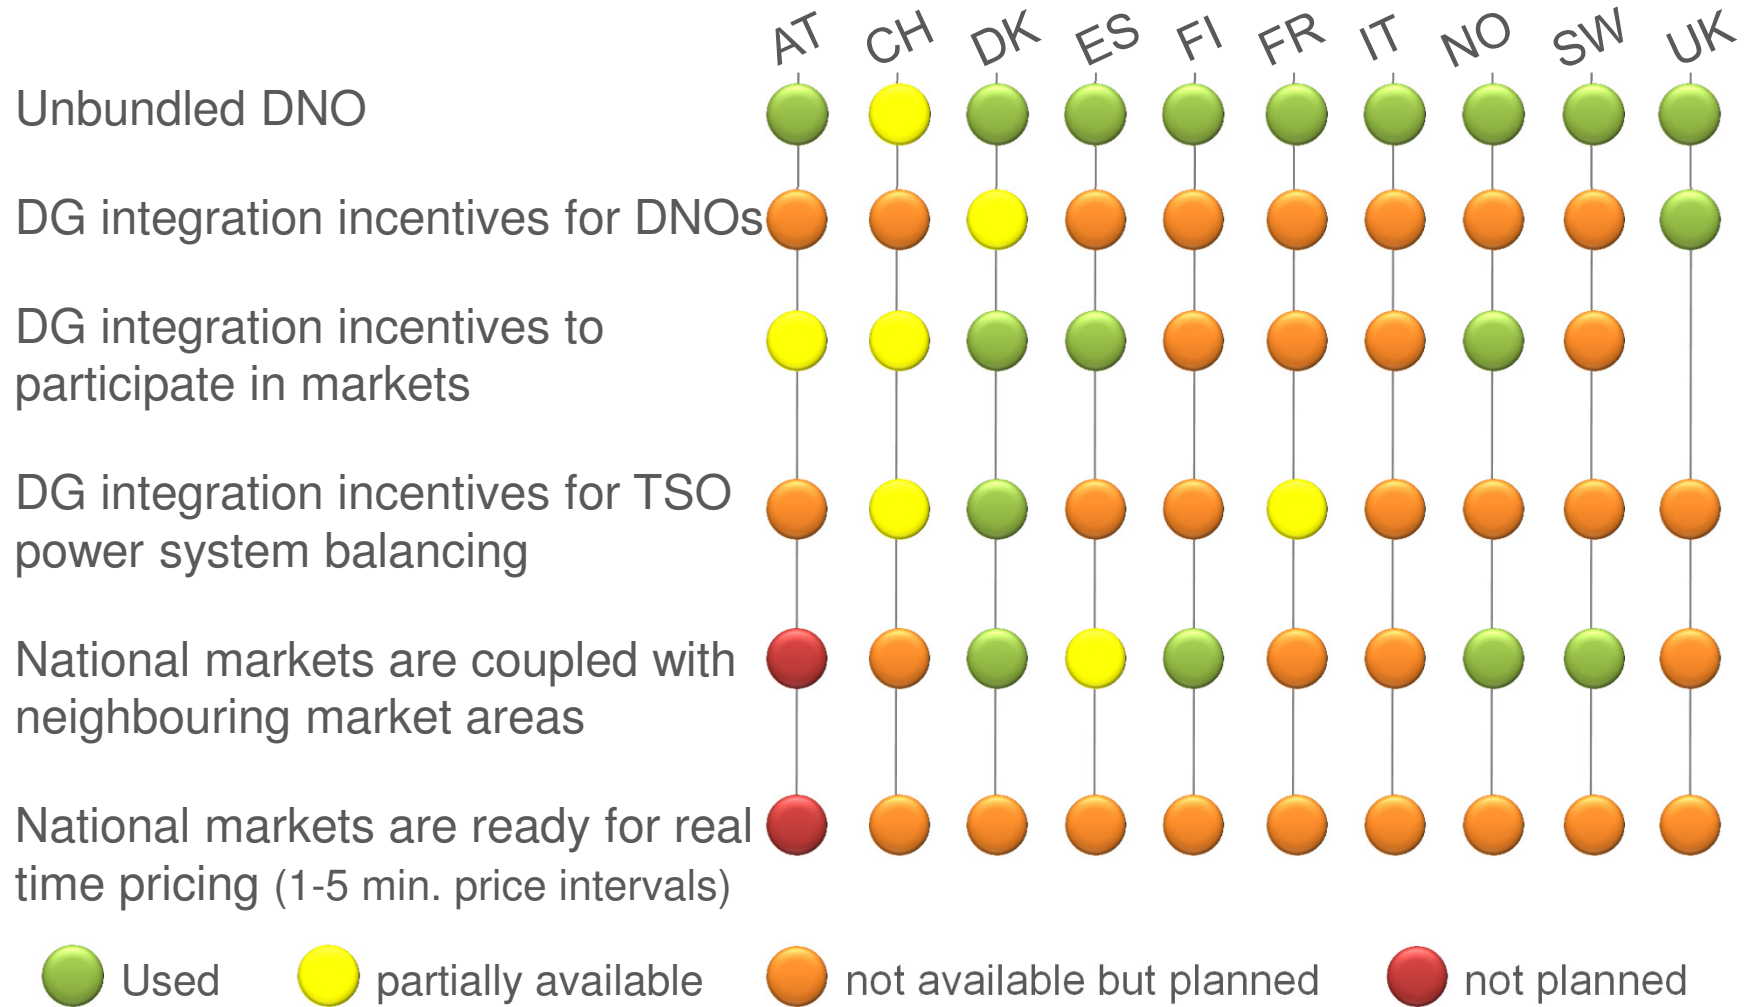 AT CH DK ES FI FR IT NO SW UK
Unbundled DNO
DG integration incentives for DNOs
DG integration incentives to
participate in markets
DG integration incentives for TSO
power system balancing
National markets are coupled with
neighbouring market areas
National markets are ready for real
time pricing (1-5 min. price intervals)
Used partially available not available but planned not planned